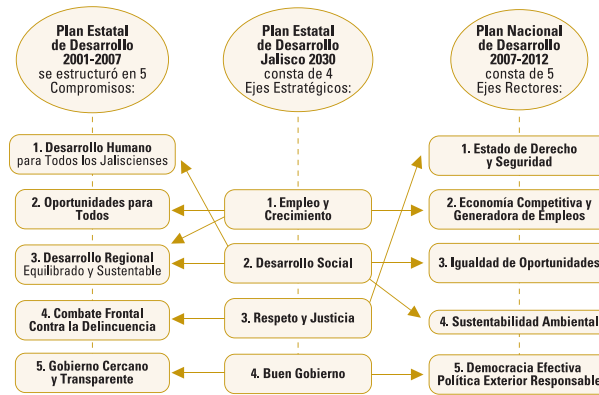 Plan Estatal
de Desarrollo
2001-2007
se estructuró en 5
Compromisos:
1. Desarrollo Humano
para Todos los Jaliscienses
2. Oportunidades para
Todos
3. Desarrollo Regional
Equilibrado y Sustentable
4. Combate Frontal
Contra la Delincuencia
5. Gobierno Cercano
y Transparente
Plan Estatal
de Desarrollo
Jalisco 2030
consta de 4
Ejes Estratégicos:
1. Empleo y
Crecimiento
2. Desarrollo Social
3. Respeto y Justicia
4. Buen Gobierno
Plan Nacional
de Desarrollo
2007-2012
consta de 5
Ejes Rectores:
1. Estado de Derecho
y Seguridad
2. Economía Competitiva y
Generadora de Empleos
3. Igualdad de Oportunidades
4. Sustentabilidad Ambiental
5. Democracia Efectiva
Política Exterior Responsable